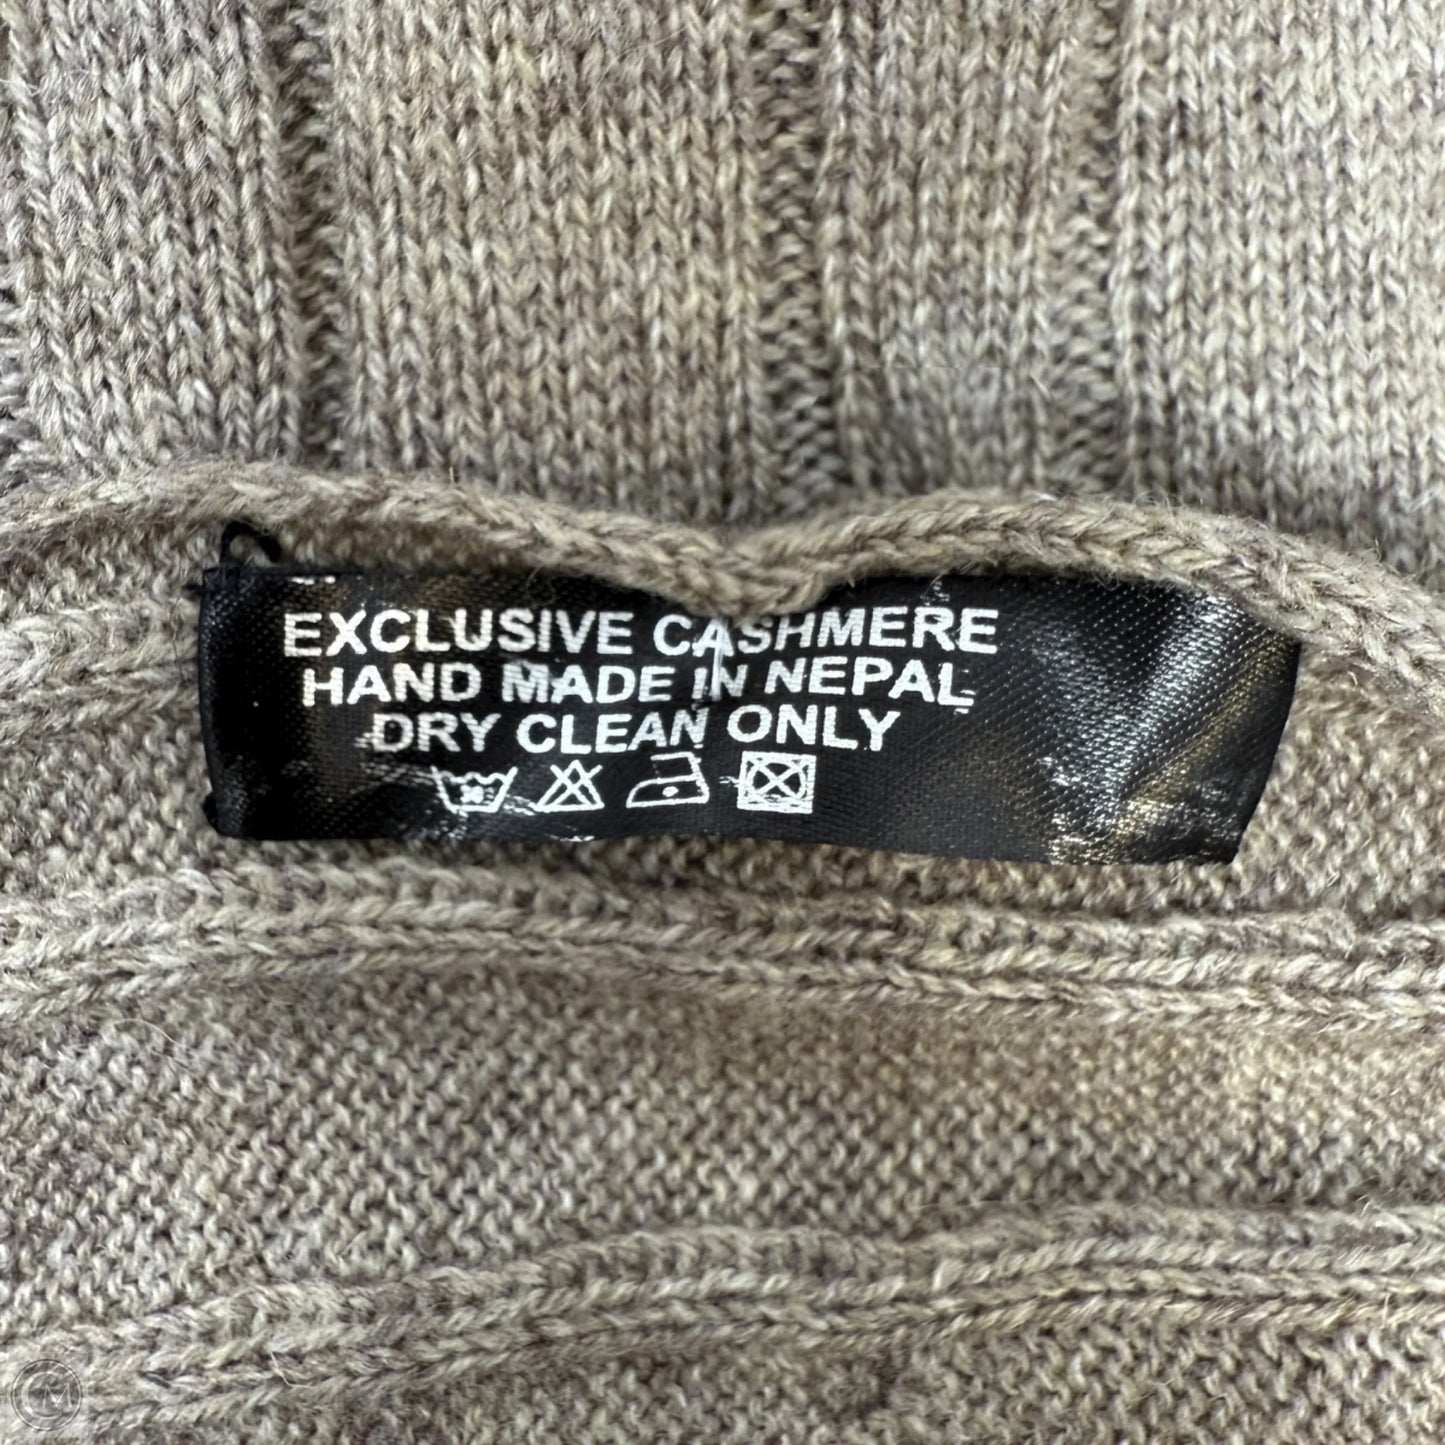 EXCLUSIVE CASHMERE
HAND MADE IN NEPAL
DRY CLEAN ONLY